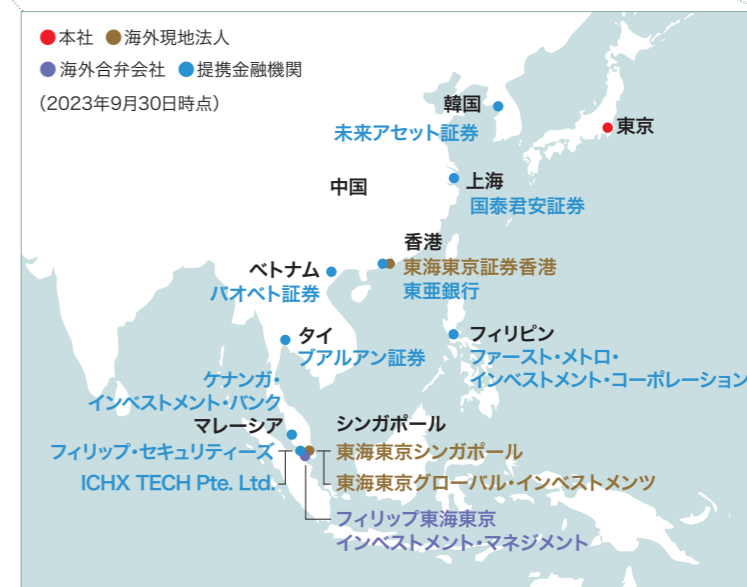 ●本社 ●海外現地法人
●海外合弁会社 ●提携金融機関
（2023年9月30日時点）
韓国
未来アセット証券
東京
中国
上海
国泰君安証券
香港
東海東京証券香港
東亜銀行
ベトナム
バオベト証券
タイ
ブアルアン証券
フィリピン
ファースト・メトロ・
インベストメント・コーポレーション
ケナンガ・
インベストメント・バンク
マレーシア
シンガポール
フィリップ・セキュリティーズ
ICHX TECH Pte. Ltd.
東海東京シンガポール
東海東京グローバル・インベストメンツ
フィリップ東海東京
インベストメント・マネジメント